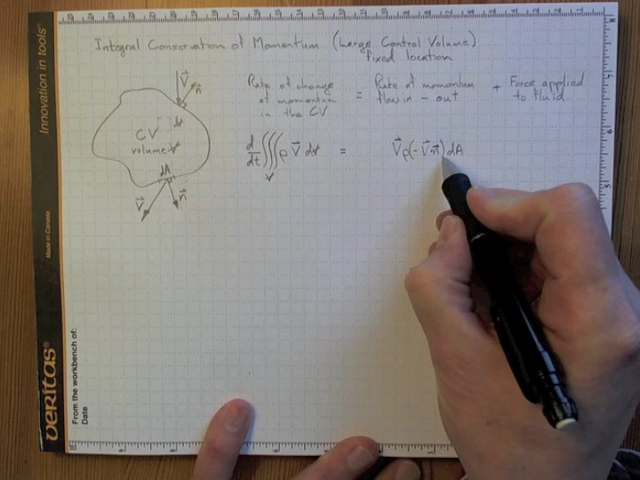 Integral Conservation of Momentum (Large Control Volume)
fixed location
Rate of change
of momentum
in the CV
=
Rate of momentum
flow in - out
+
Force applied
to fluid.
V⃗
n⃗
dA
CV
volume V̶
dA
V⃗
n⃗
d/dt ∭_V̶ ρ V⃗ dV̶ = V⃗ρ(-V⃗·n⃗)dA
Innovation in tools®
Made in Canada
veritas®
From the workbench of:
Date